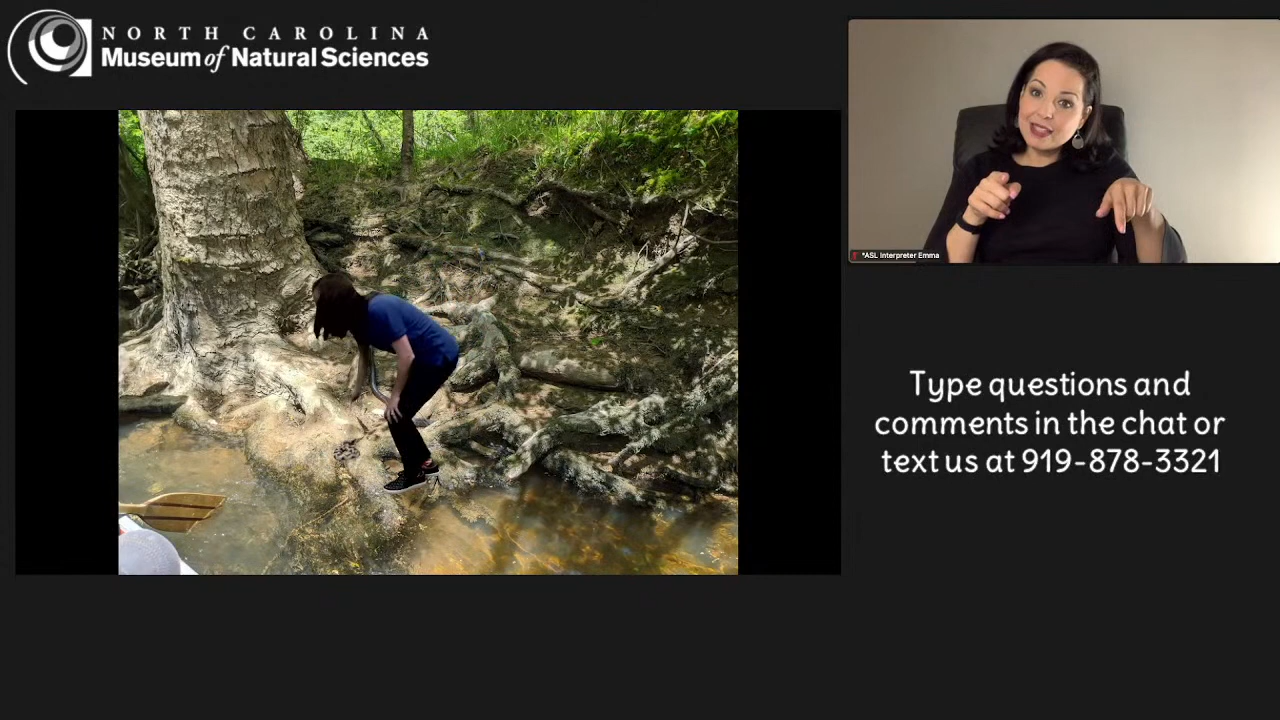 NORTH CAROLINA
Museum of Natural Sciences
*ASL Interpreter Emma
Type questions and
comments in the chat or
text us at 919-878-3321